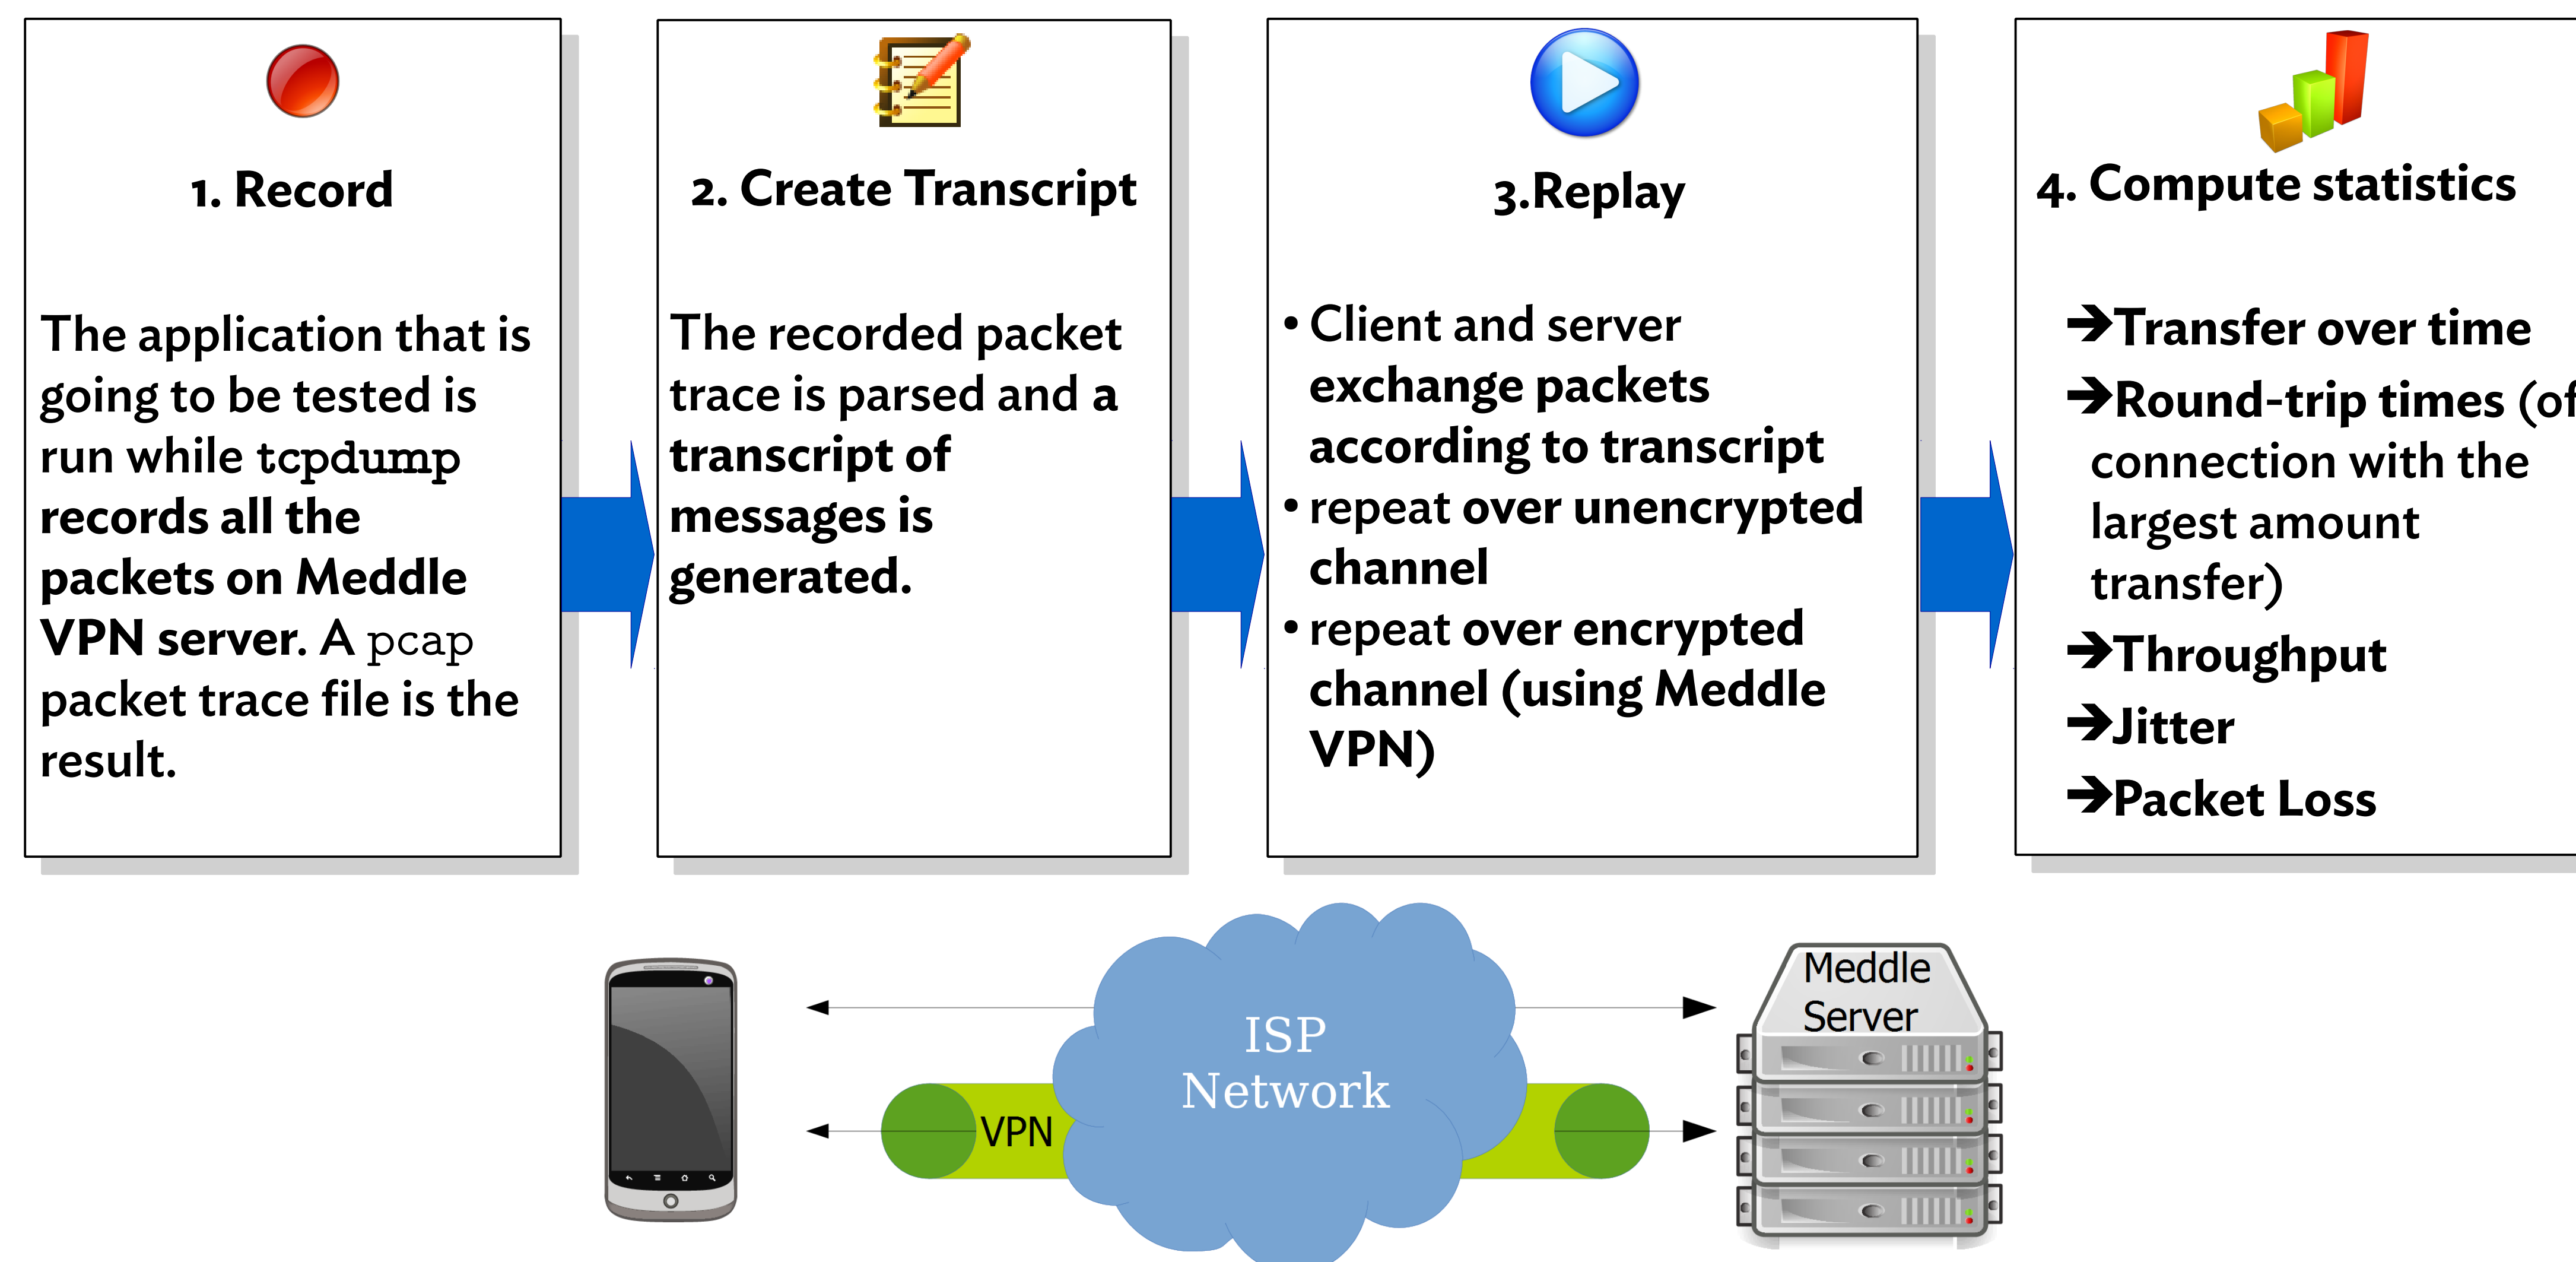 1. Record
The application that is
going to be tested is
run while tcpdump
records all the
packets on Meddle
VPN server. A pcap
packet trace file is the
result.
2. Create Transcript
The recorded packet
trace is parsed and a
transcript of
messages is
generated.
3.Replay
• Client and server
exchange packets
according to transcript
• repeat over unencrypted
channel
• repeat over encrypted
channel (using Meddle
VPN)
4. Compute statistics
➔Transfer over time
➔Round-trip times (of
connection with the
largest amount
transfer)
➔Throughput
➔Jitter
➔Packet Loss
Meddle
Server
ISP
Network
VPN